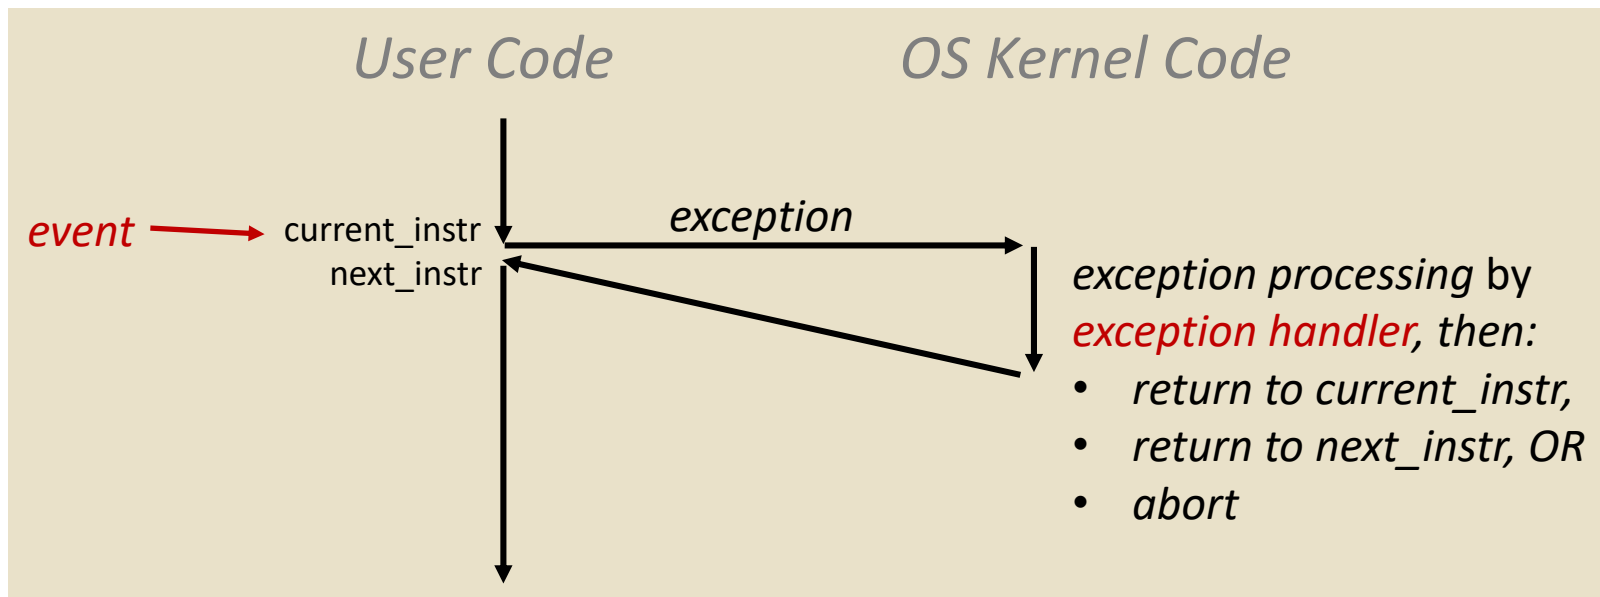 User Code
OS Kernel Code
event
current_instr
next_instr
exception
exception processing by
exception handler, then:
• return to current_instr,
• return to next_instr, OR
• abort